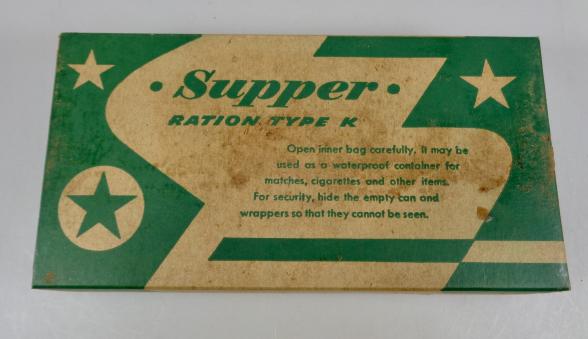 • Supper •
RATION TYPE K
Open inner bag carefully. It may be
used as a waterproof container for
matches, cigarettes and other items.
For security, hide the empty can and
wrappers so that they cannot be seen.